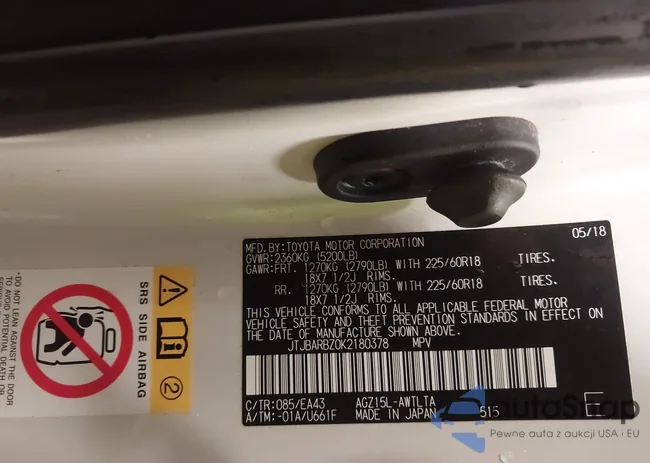 MFD.BY:TOYOTA MOTOR CORPORATION 05/18
GVWR:2360KG (5200LB)
GAWR:FRT. 1270KG (2790LB) WITH 225/60R18 TIRES.
18X7 1/2J RIMS.
RR. 1270KG (2790LB) WITH 225/60R18 TIRES.
18X7 1/2J RIMS.
THIS VEHICLE CONFORMS TO ALL APPLICABLE FEDERAL MOTOR
VEHICLE SAFETY AND THEFT PREVENTION STANDARDS IN EFFECT ON
THE DATE OF MANUFACTURE SHOWN ABOVE.
JTJBARBZ0K2180378 MPV
C/TR:085/EA43 AGZ15L-AWTLTA
A/TM:-01A/U661F MADE IN JAPAN 515 E
SRS SIDE AIRBAG
2
·DO NOT LEAN AGAINST THE DOOR
TO AVOID POTENTIAL DEATH OR
autoSnap
Pewne auta z aukcji USA i EU